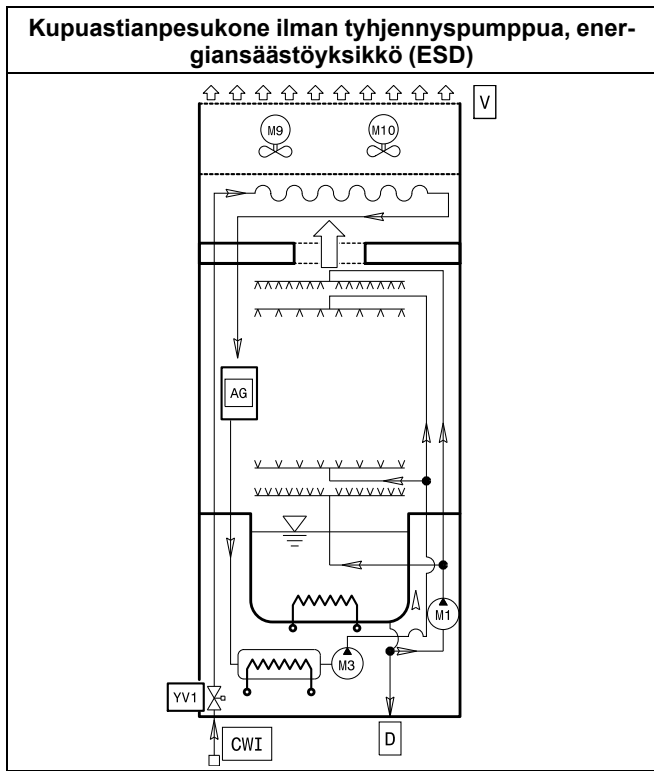 Kupuastianpesukone ilman tyhjennyspumppua, ener-
giansäästöyksikkö (ESD)
V
M9 M10
AG
M1
M3
YV1
CWI D